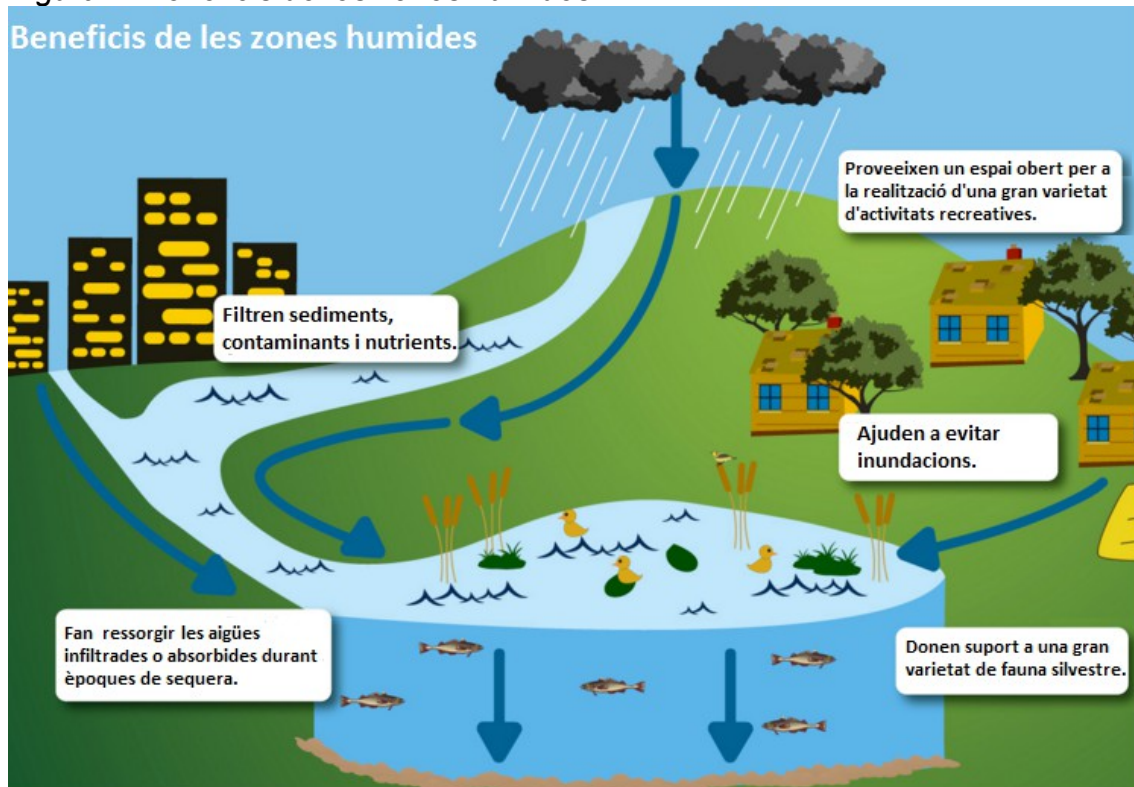 Beneficis de les zones humides
Proveeixen un espai obert per a
la realització d'una gran varietat
d'activitats recreatives.
Filtren sediments,
contaminants i nutrients.
Ajuden a evitar
inundacions.
Fan ressorgir les aigües
infiltrades o absorbides durant
èpoques de sequera.
Donen suport a una gran
varietat de fauna silvestre.